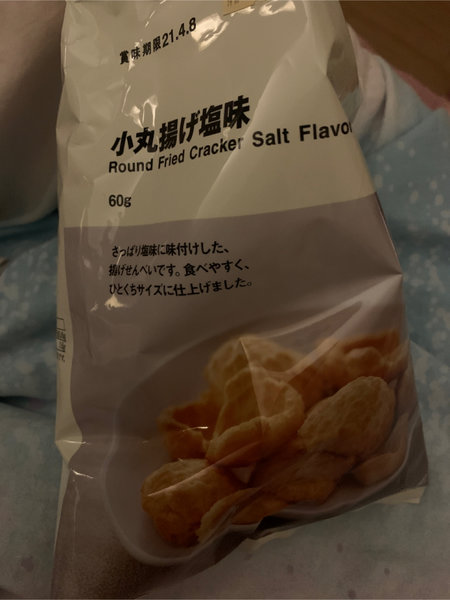 賞味期限21.4.8
小丸揚げ塩味
Round Fried Cracker Salt Flavo
60g
さっぱり塩味に味付けした、
揚げせんべいです。食べやすく、
ひとくちサイズに仕上げました。